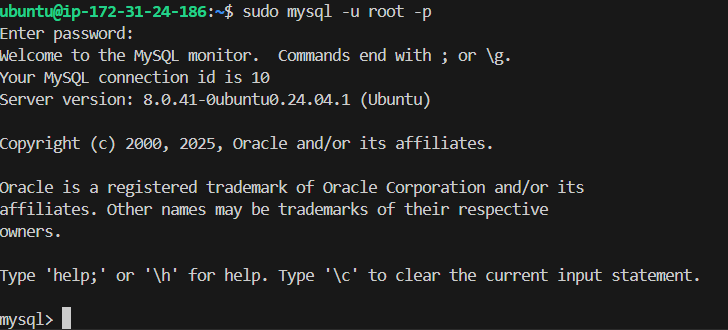 ubuntu@ip-172-31-24-186:~$ sudo mysql -u root -p
Enter password:
Welcome to the MySQL monitor.  Commands end with ; or \g.
Your MySQL connection id is 10
Server version: 8.0.41-0ubuntu0.24.04.1 (Ubuntu)

Copyright (c) 2000, 2025, Oracle and/or its affiliates.

Oracle is a registered trademark of Oracle Corporation and/or its
affiliates. Other names may be trademarks of their respective
owners.

Type 'help;' or '\h' for help. Type '\c' to clear the current input statement.

mysql>